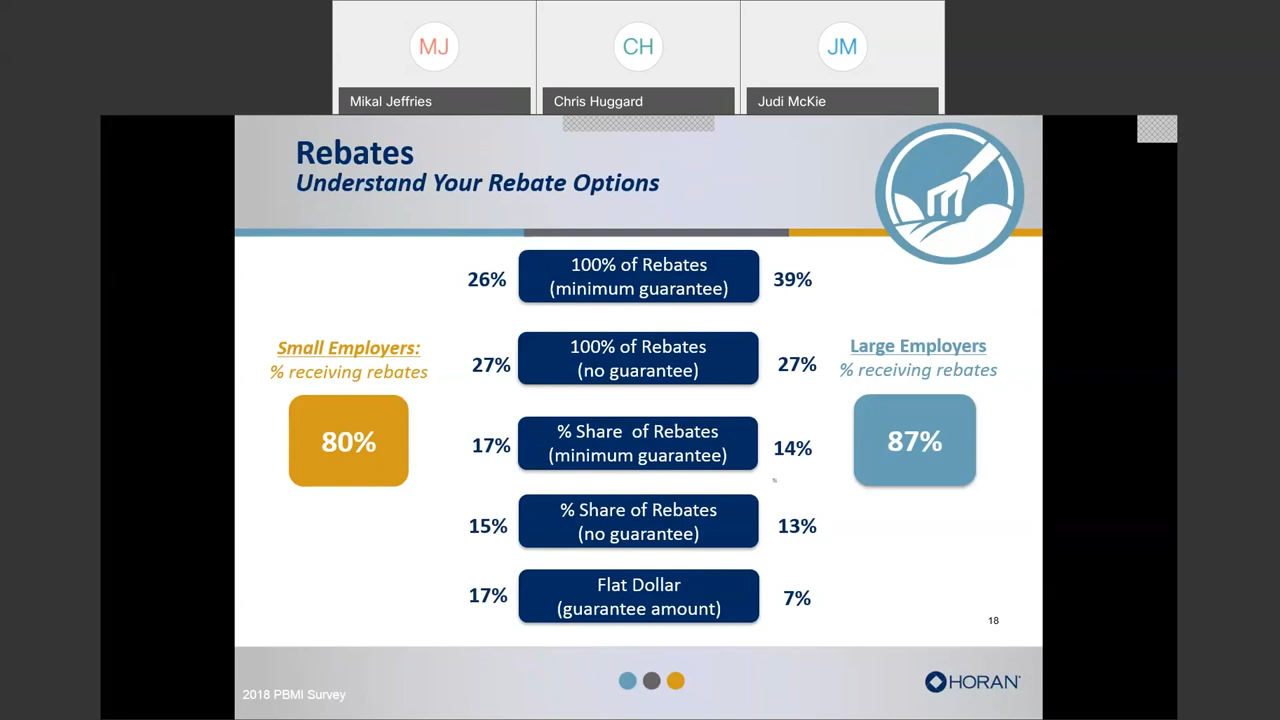 MJ
CH
JM
Mikal Jeffries
Chris Huggard
Judi McKie
Rebates
Understand Your Rebate Options
26%
100% of Rebates
(minimum guarantee)
39%
Small Employers:
% receiving rebates
80%
27%
100% of Rebates
(no guarantee)
27%
Large Employers
% receiving rebates
87%
17%
% Share of Rebates
(minimum guarantee)
14%
%
15%
% Share of Rebates
(no guarantee)
13%
17%
Flat Dollar
(guarantee amount)
7%
18
2018 PBMI Survey
HORAN